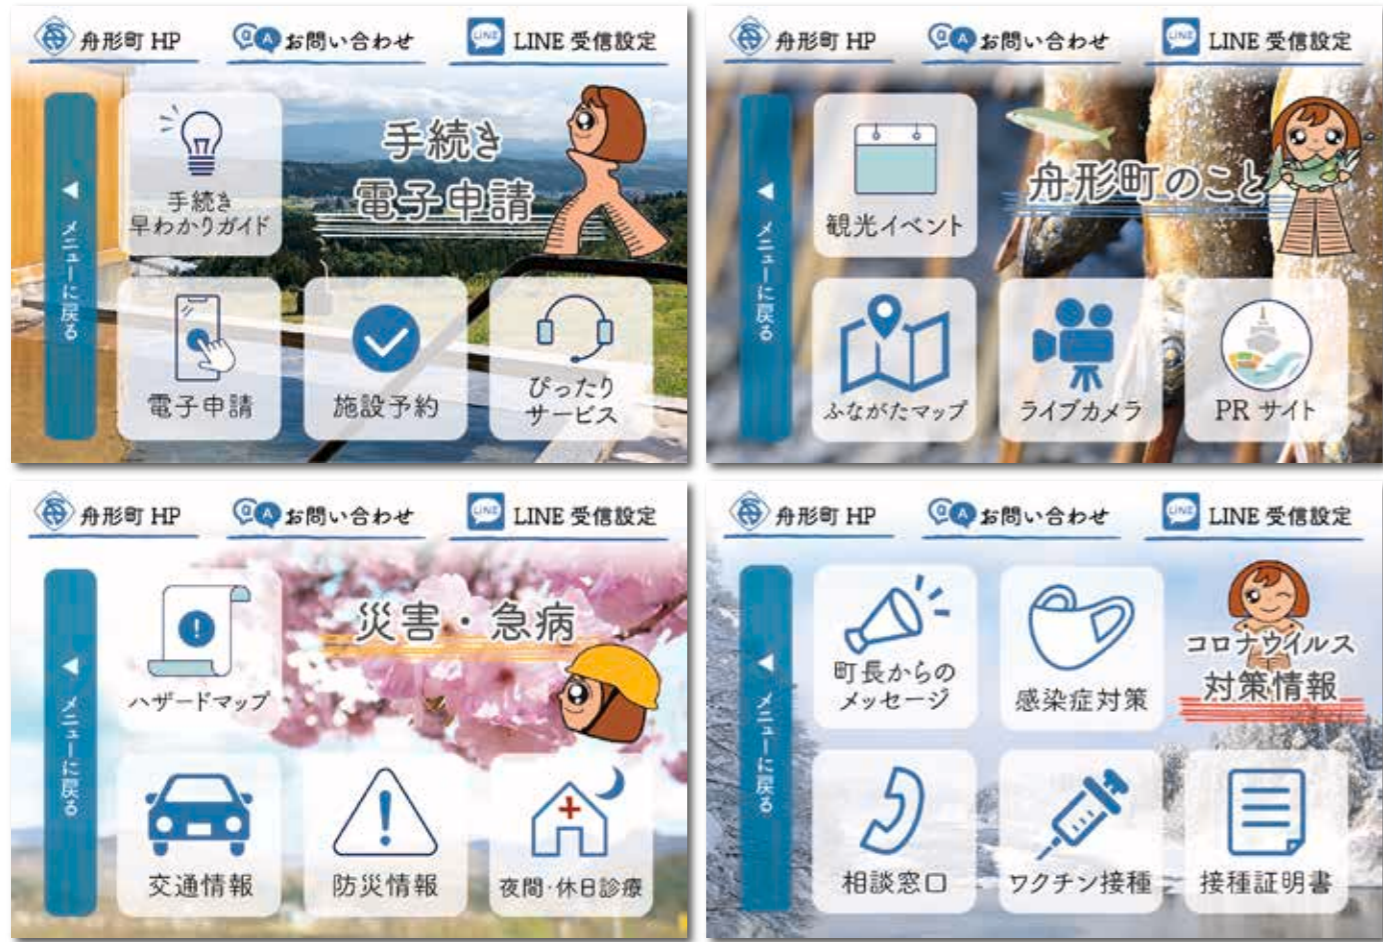 舟形町 HP
QA お問い合わせ
LINE LINE 受信設定
◀ メニューに戻る
手続き
早わかりガイド
手続き
電子申請
電子申請
施設予約
ぴったり
サービス
舟形町 HP
QA お問い合わせ
LINE LINE 受信設定
◀ メニューに戻る
観光イベント
舟形町のこと
ふながたマップ
ライブカメラ
PR サイト
舟形町 HP
QA お問い合わせ
LINE LINE 受信設定
◀ メニューに戻る
ハザードマップ
災害・急病
交通情報
防災情報
夜間・休日診療
舟形町 HP
QA お問い合わせ
LINE LINE 受信設定
◀ メニューに戻る
町長からの
メッセージ
感染症対策
コロナウイルス
対策情報
相談窓口
ワクチン接種
接種証明書